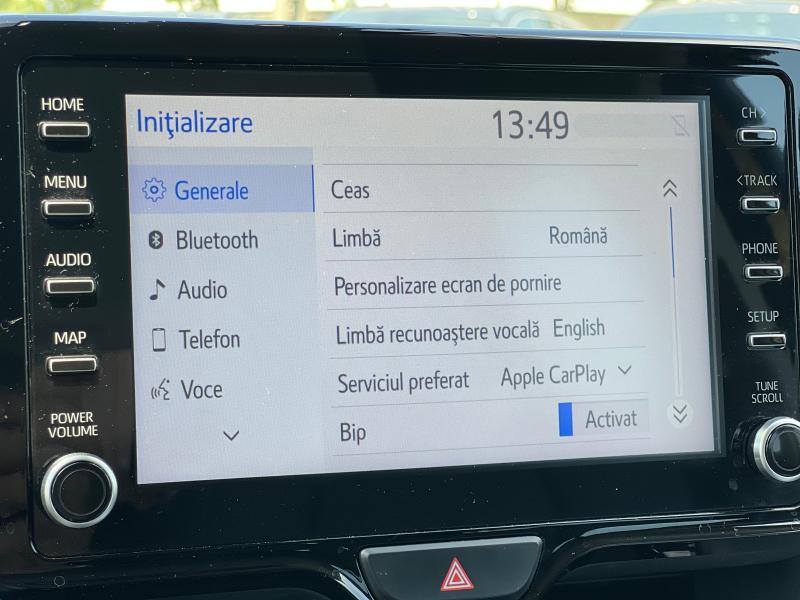 HOME
MENU
AUDIO
MAP
POWER
VOLUME
Iniţializare
13:49
Generale
Bluetooth
Audio
Telefon
Voce
Ceas
Limbă Română
Personalizare ecran de pornire
Limbă recunoaştere vocală English
Serviciul preferat Apple CarPlay
Bip Activat
CH >
<TRACK
PHONE
SETUP
TUNE
SCROLL